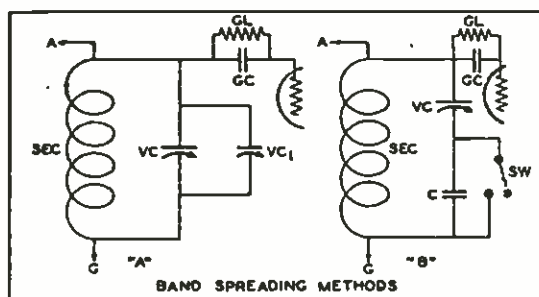 A
GL
GC
SEC
VC
VC1
G
"A"
A
GL
GC
VC
SEC
SW
C
G
"B"
BAND SPREADING METHODS